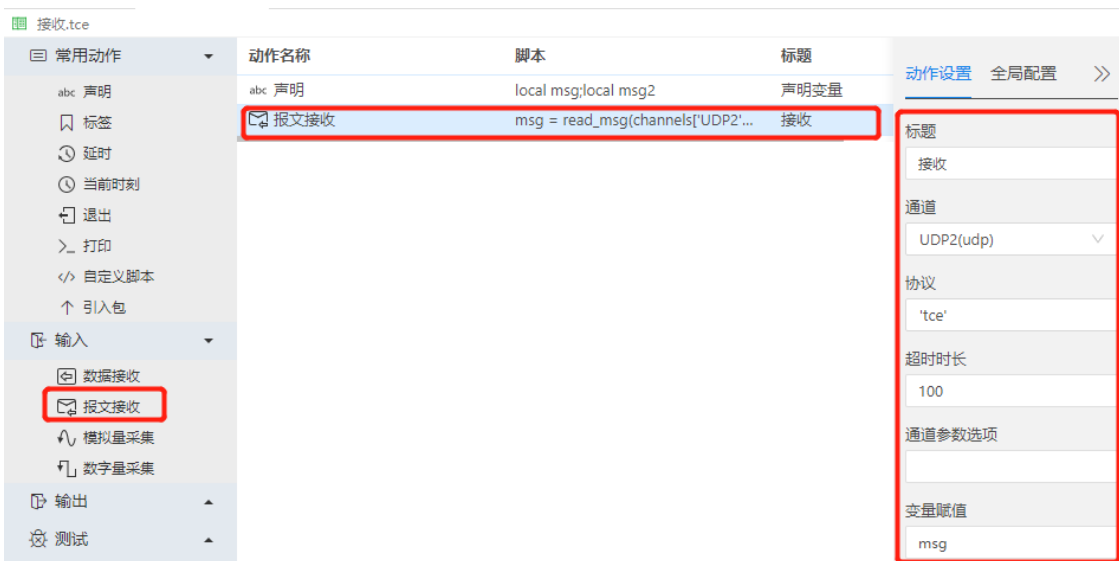 接收.tce
常用动作
abc 声明
标签
延时
当前时刻
退出
>_ 打印
</> 自定义脚本
引入包
输入
数据接收
报文接收
模拟量采集
数字量采集
输出
测试
动作名称 脚本 标题
abc 声明 local msg;local msg2 声明变量
报文接收 msg = read_msg(channels['UDP2'... 接收
动作设置 全局配置
标题
接收
通道
UDP2(udp)
协议
'tce'
超时时长
100
通道参数选项
变量赋值
msg